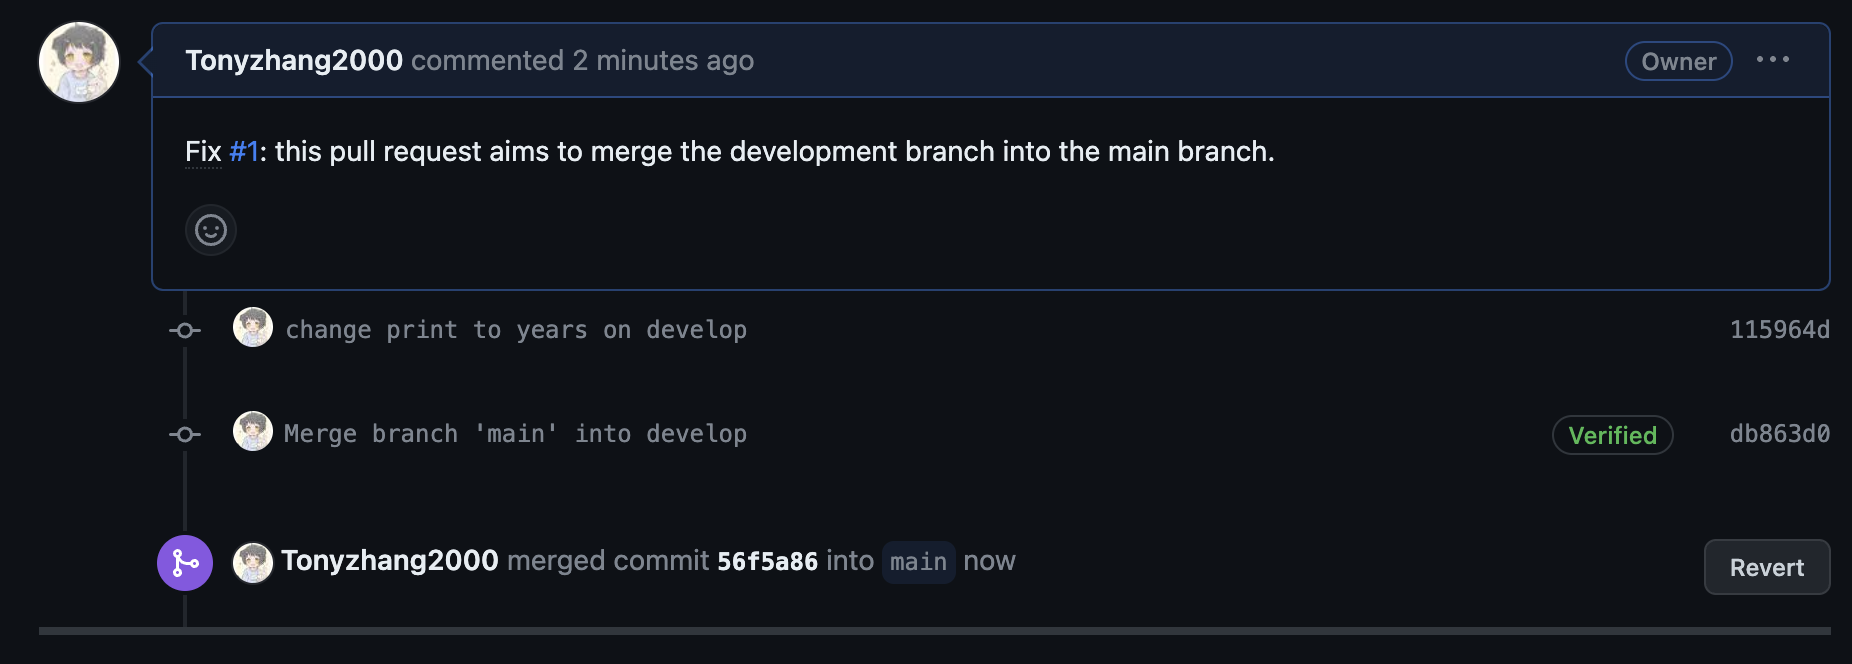 Tonyzhang2000 commented 2 minutes ago Owner
Fix #1: this pull request aims to merge the development branch into the main branch.
change print to years on develop 115964d
Merge branch 'main' into develop Verified db863d0
Tonyzhang2000 merged commit 56f5a86 into main now Revert